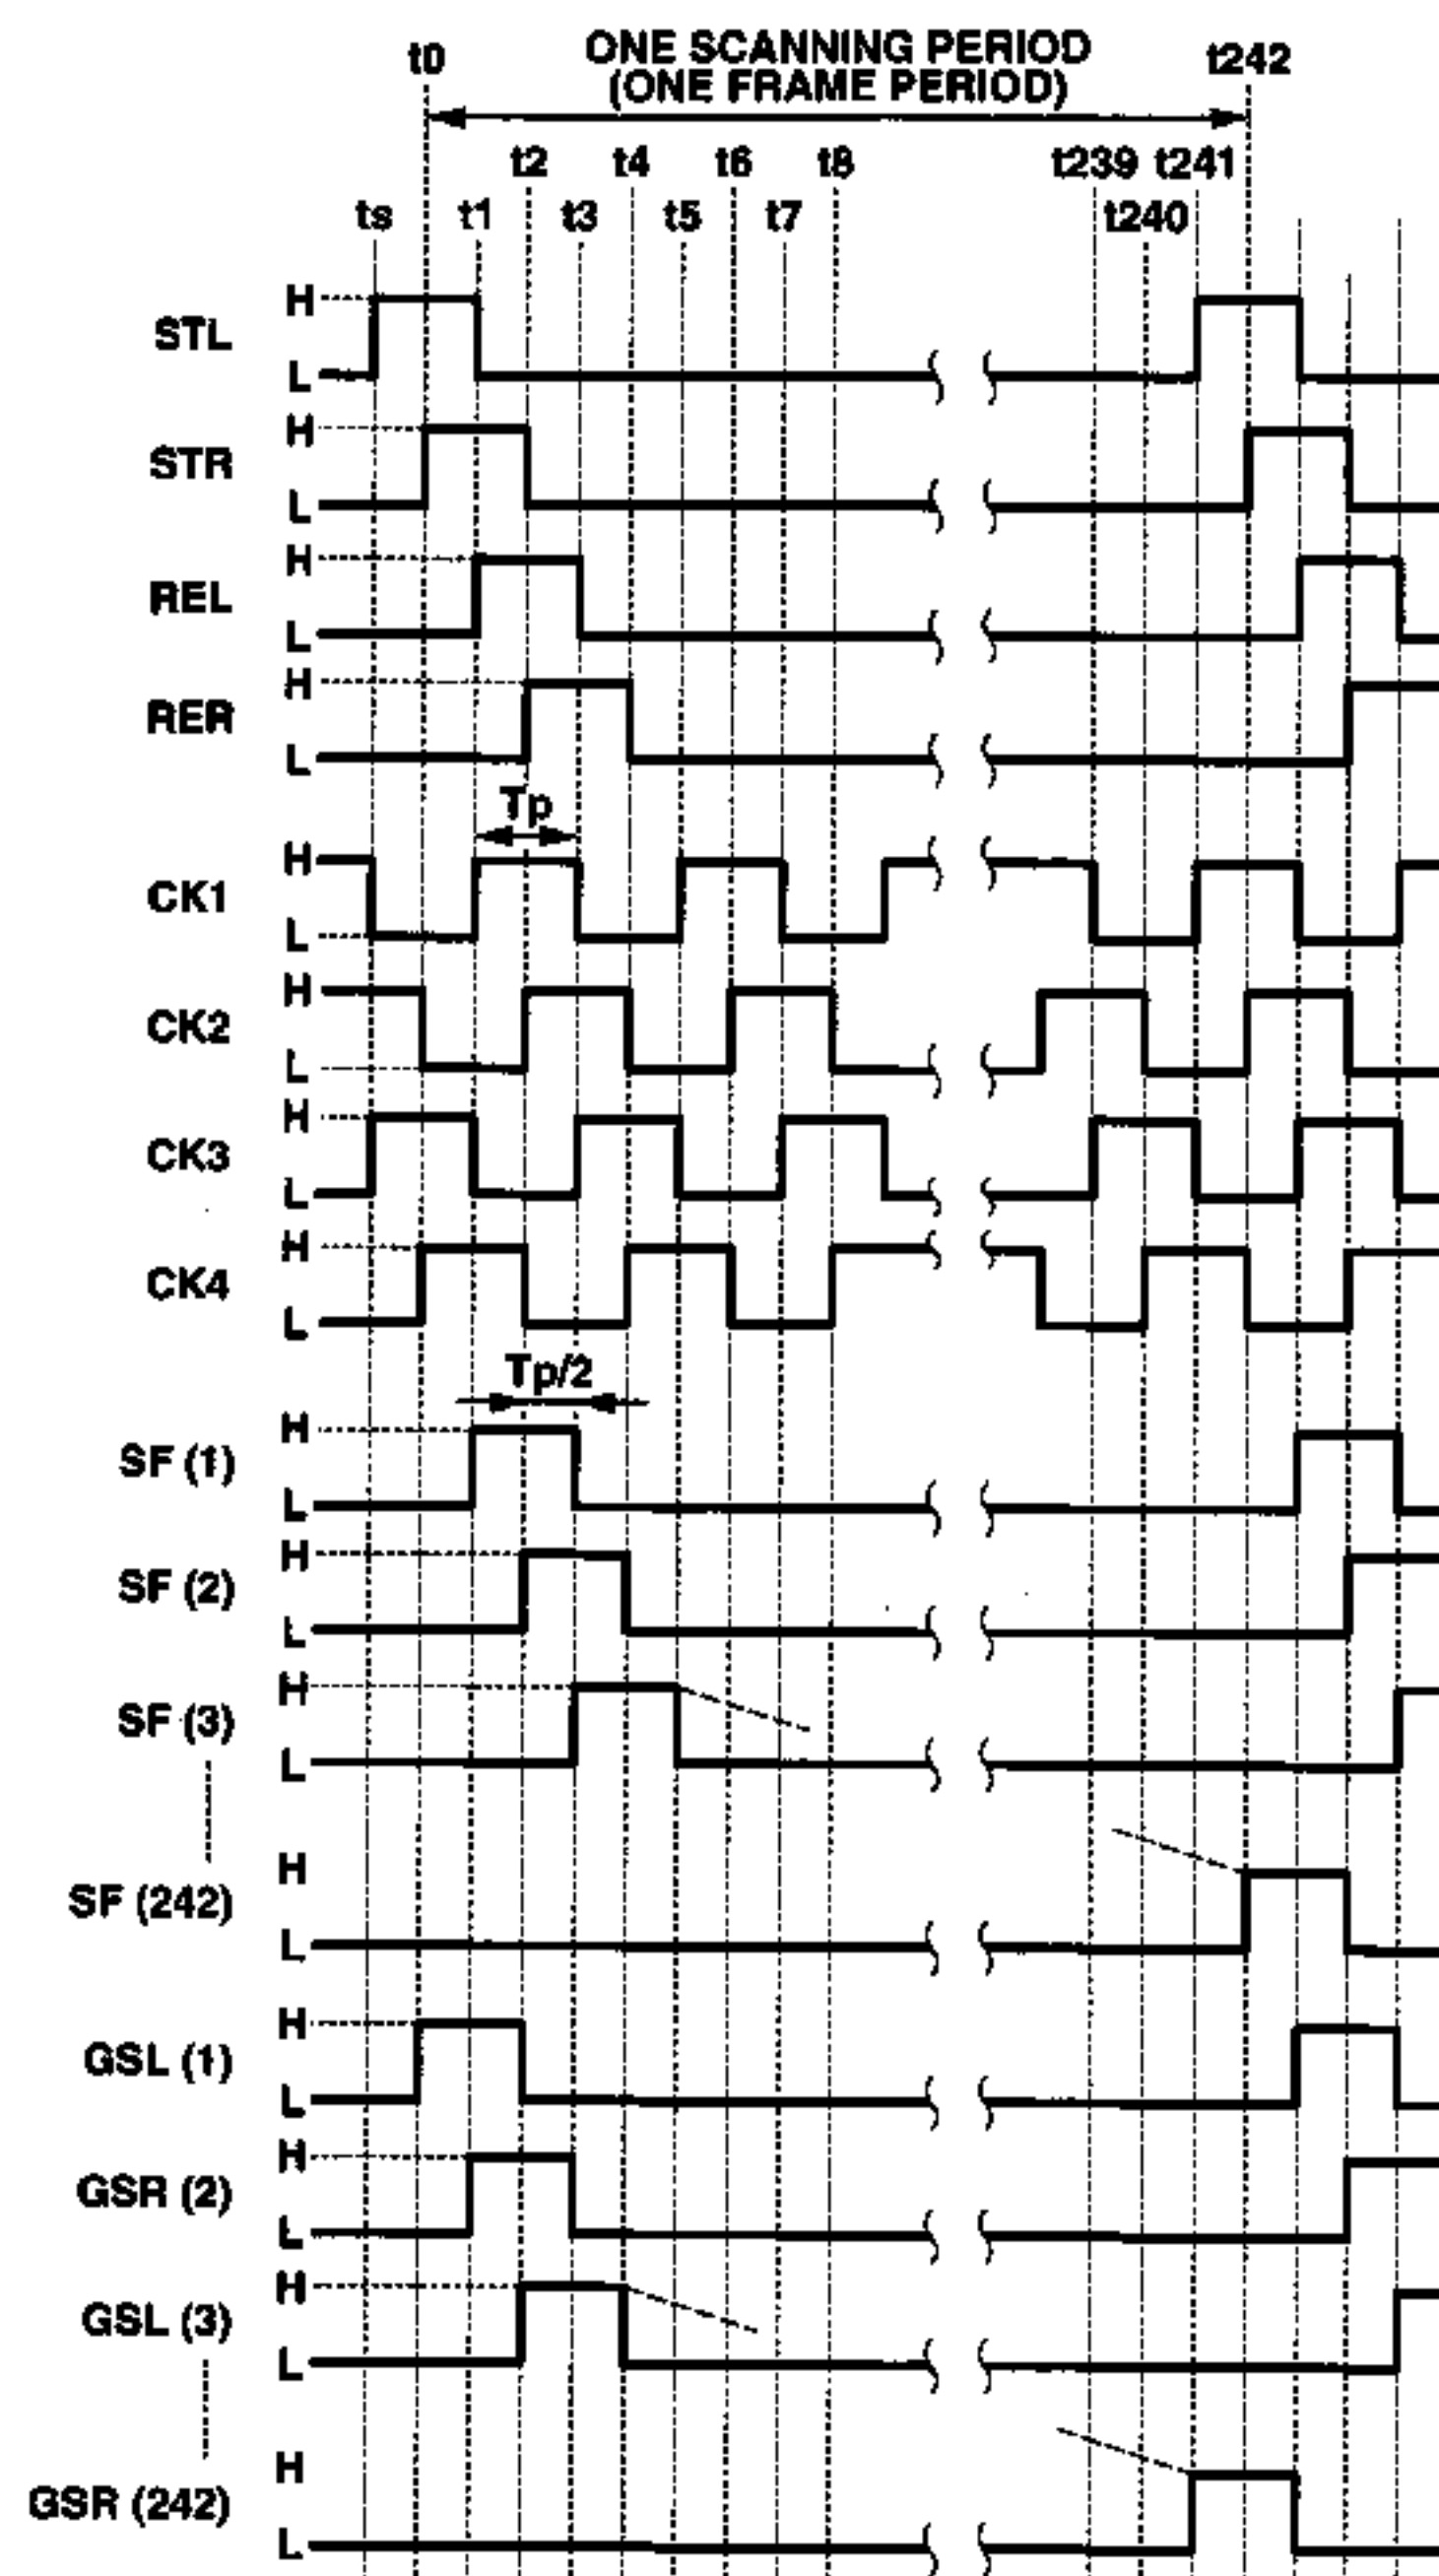 ONE SCANNING PERIOD
t0 t242
(ONE FRAME PERIOD)
t2 t4 t6 t8 t239 t241
ts t1 t3 t5 t7 t240
H
STL
L
H
STR
L
H
REL
L
H
RER
L
Tp
H
CK1
L
H
CK2
L
H
CK3
L
H
CK4
L
Tp/2
H
SF (1)
L
H
SF (2)
L
H
SF (3)
L
H
SF (242)
L
H
GSL (1)
L
H
GSR (2)
L
H
GSL (3)
L
H
GSR (242)
L